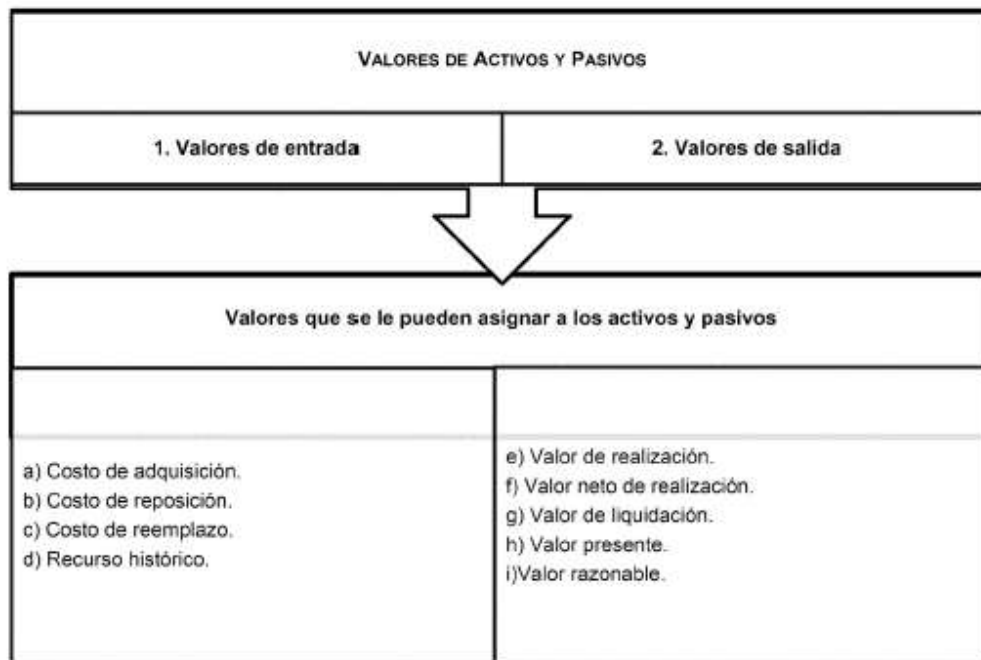 VALORES DE ACTIVOS Y PASIVOS
1. Valores de entrada
2. Valores de salida
Valores que se le pueden asignar a los activos y pasivos
a) Costo de adquisición.
b) Costo de reposición.
c) Costo de reemplazo.
d) Recurso histórico.
e) Valor de realización.
f) Valor neto de realización.
g) Valor de liquidación.
h) Valor presente.
i)Valor razonable.